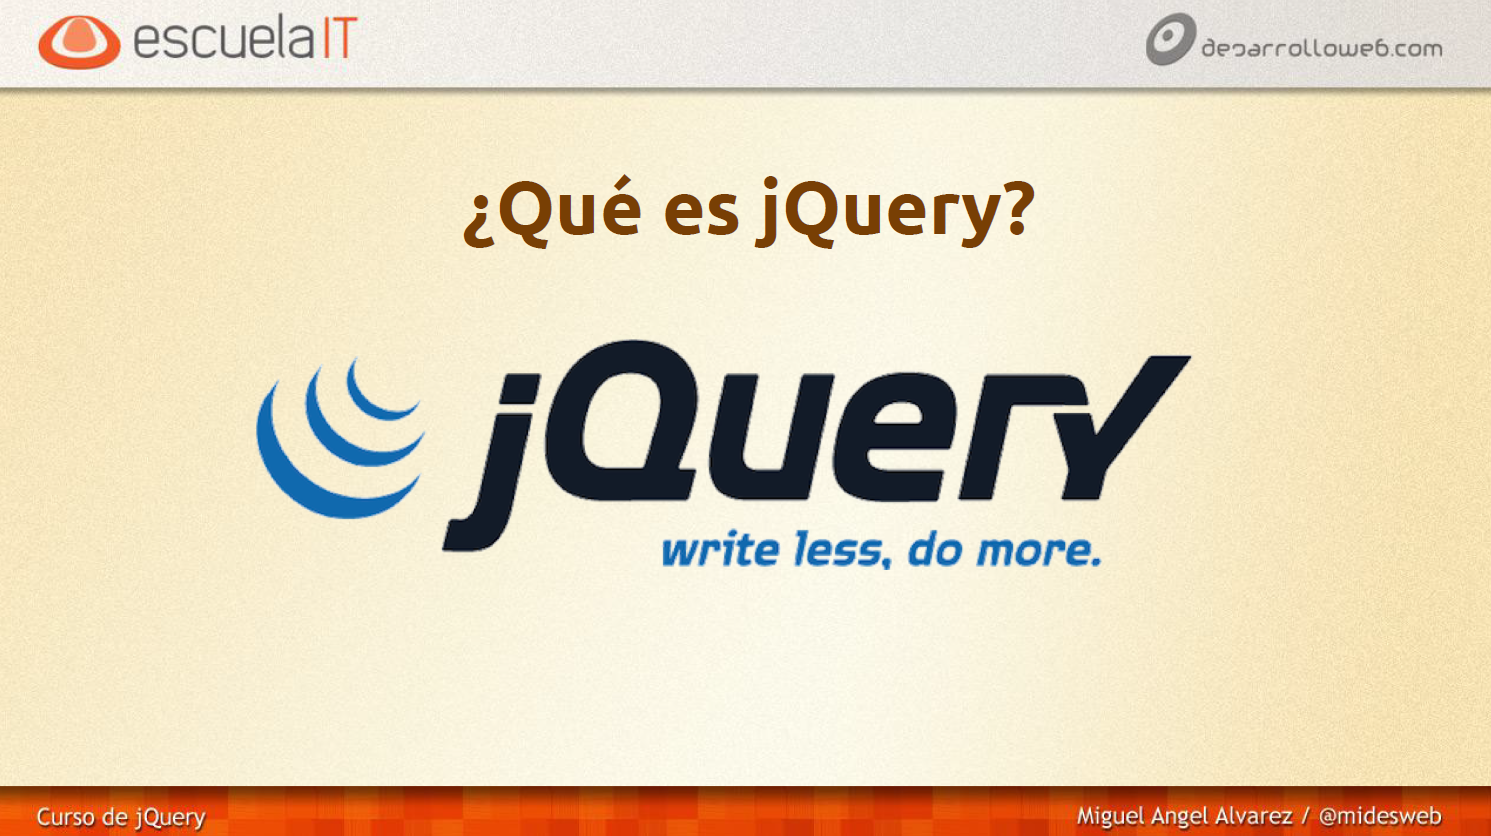 escuelaIT
desarrolloweb.com
¿Qué es jQuery?
jQuery
write less, do more.
Curso de jQuery
Miguel Angel Alvarez / @midesweb